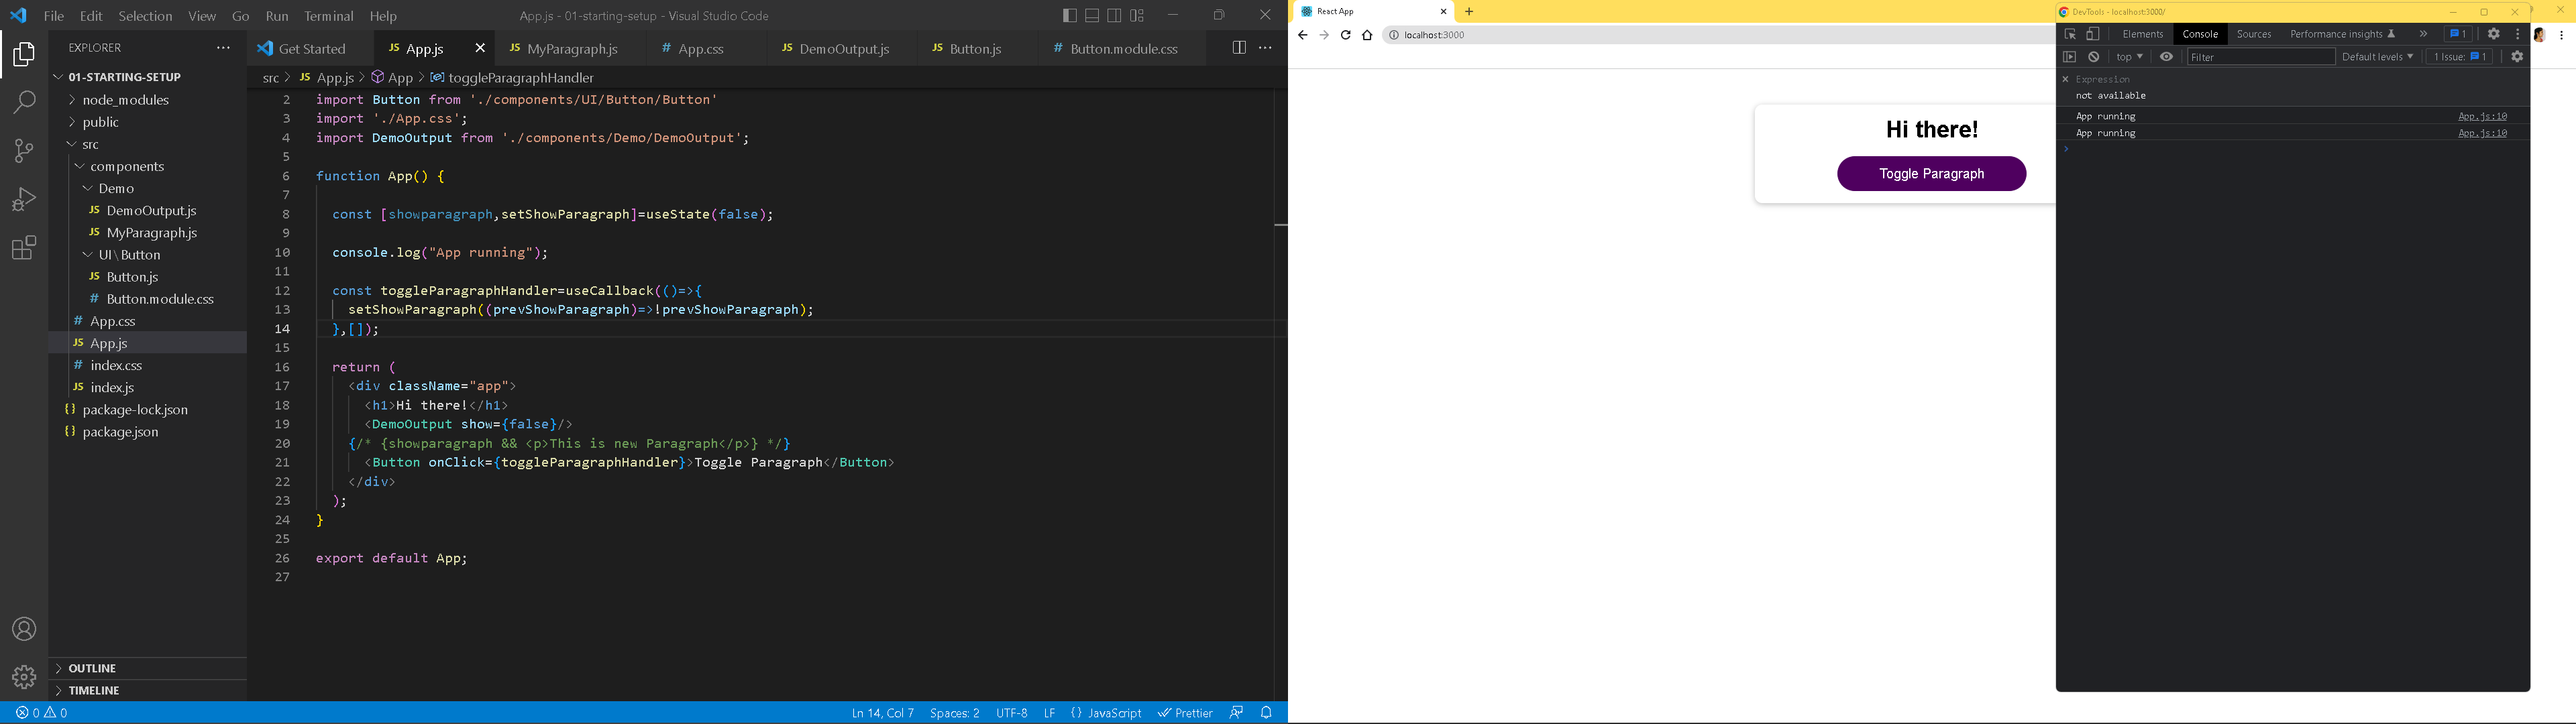 File Edit Selection View Go Run Terminal Help
App.js - 01-starting-setup - Visual Studio Code
EXPLORER
01-STARTING-SETUP
node_modules
public
src
components
Demo
JS DemoOutput.js
JS MyParagraph.js
UI\Button
JS Button.js
# Button.module.css
# App.css
JS App.js
# index.css
JS index.js
{} package-lock.json
{} package.json
OUTLINE
TIMELINE
Get Started JS App.js JS MyParagraph.js # App.css JS DemoOutput.js JS Button.js # Button.module.css
src > JS App.js > App > toggleParagraphHandler
2 import Button from './components/UI/Button/Button'
3 import './App.css';
4 import DemoOutput from './components/Demo/DemoOutput';
5
6 function App() {
7
8 const [showparagraph,setShowParagraph]=useState(false);
9
10 console.log("App running");
11
12 const toggleParagraphHandler=useCallback(()=>{
13 setShowParagraph((prevShowParagraph)=>!prevShowParagraph);
14 },[]);
15
16 return (
17 <div className="app">
18 <h1>Hi there!</h1>
19 <DemoOutput show={false}/>
20 {/* {showparagraph && <p>This is new Paragraph</p>} */}
21 <Button onClick={toggleParagraphHandler}>Toggle Paragraph</Button>
22 </div>
23 );
24 }
25
26 export default App;
27
0 0
Ln 14, Col 7 Spaces: 2 UTF-8 LF {} JavaScript Prettier
React App
localhost:3000
Hi there!
Toggle Paragraph
DevTools - localhost:3000/
Elements Console Sources Performance insights 1
top Filter Default levels 1 Issue: 1
Expression
not available
App running App.js:10
App running App.js:10